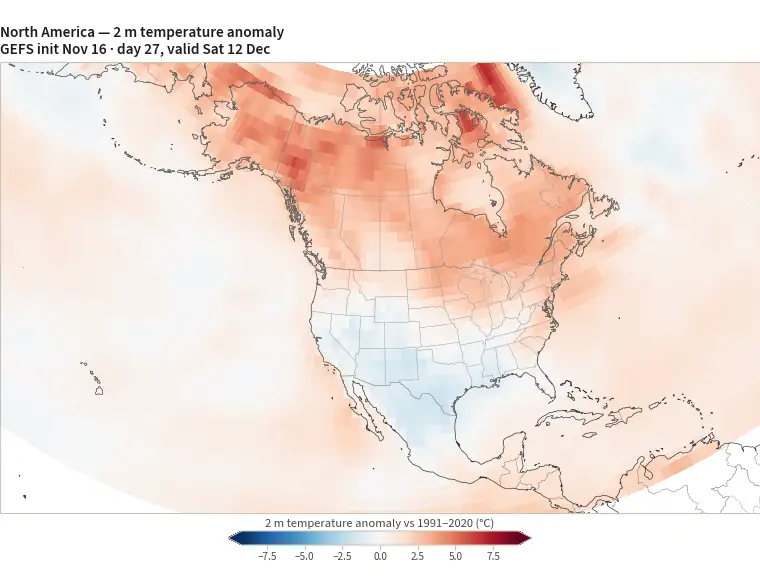 North America — 2 m temperature anomaly
GEFS init Nov 16 · day 27, valid Sat 12 Dec
2 m temperature anomaly vs 1991–2020 (°C)
−7.5 −5.0 −2.5 0.0 2.5 5.0 7.5